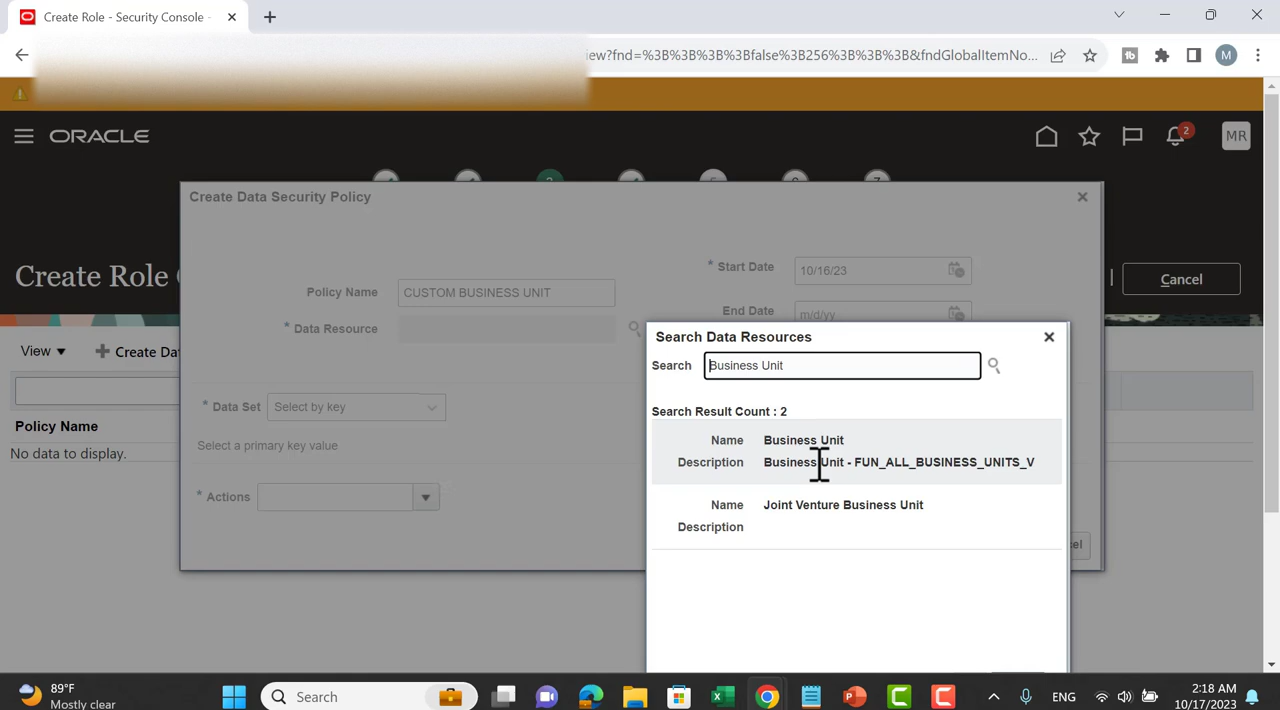 Create Role - Security Console -
iew?fnd=%3B%3B%3B%3Bfalse%3B256%3B%3B%3B%3B&fndGlobalItemNo...
M
ORACLE
2
MR
Create Data Security Policy
Create Role
Cancel
* Start Date 10/16/23
Policy Name CUSTOM BUSINESS UNIT
End Date m/d/yy
* Data Resource
View
Create Dat
Search Data Resources
Search Business Unit
* Data Set Select by key
Search Result Count : 2
Policy Name
Name Business Unit
Select a primary key value
No data to display.
Description Business Unit - FUN_ALL_BUSINESS_UNITS_V
* Actions
Name Joint Venture Business Unit
Description
cel
89°F
Mostly clear
Search
ENG
2:18 AM
10/17/2023